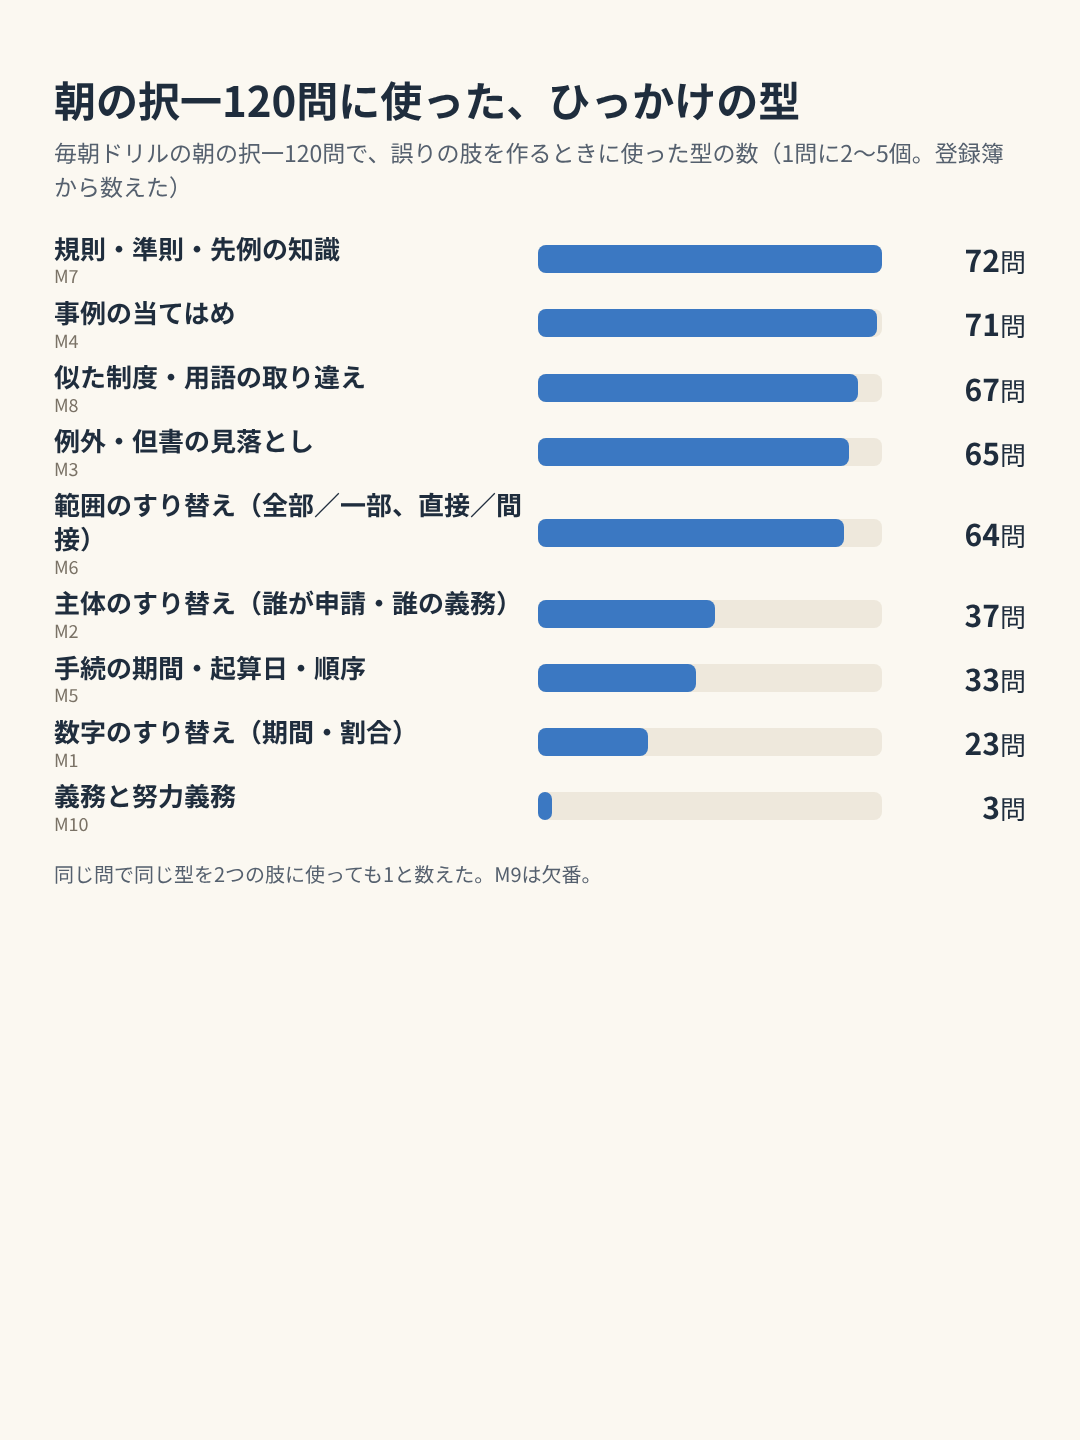 朝の択一120問に使った、ひっかけの型
毎朝ドリルの朝の択一120問で、誤りの肢を作るときに使った型の数（1問に2〜5個。登録簿
から数えた）
規則・準則・先例の知識
M7
72問
事例の当てはめ
M4
71問
似た制度・用語の取り違え
M8
67問
例外・但書の見落とし
M3
65問
範囲のすり替え（全部／一部、直接／間
接）
M6
64問
主体のすり替え（誰が申請・誰の義務）
M2
37問
手続の期間・起算日・順序
M5
33問
数字のすり替え（期間・割合）
M1
23問
義務と努力義務
M10
3問
同じ問で同じ型を2つの肢に使っても1と数えた。M9は欠番。